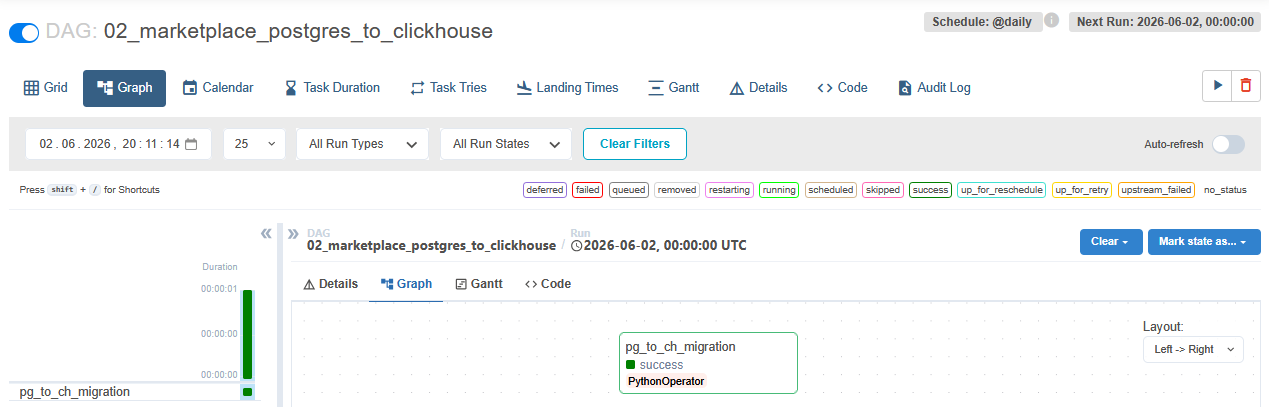 DAG: 02_marketplace_postgres_to_clickhouse
Schedule: @daily
i
Next Run: 2026-06-02, 00:00:00
Grid
Graph
Calendar
Task Duration
Task Tries
Landing Times
Gantt
Details
<> Code
Audit Log
02.06.2026, 20:11:14
25
All Run Types
All Run States
Clear Filters
Auto-refresh
Press shift + / for Shortcuts
deferred
failed
queued
removed
restarting
running
scheduled
skipped
success
up_for_reschedule
up_for_retry
upstream_failed
no_status
«
»
DAG
02_marketplace_postgres_to_clickhouse
/
Run
2026-06-02, 00:00:00 UTC
Clear
Mark state as...
Duration
00:00:01
00:00:00
00:00:00
pg_to_ch_migration
Details
Graph
Gantt
<> Code
pg_to_ch_migration
success
PythonOperator
Layout:
Left -> Right